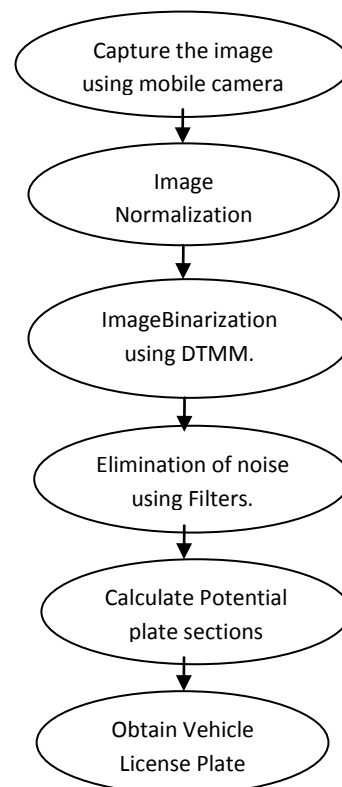 Capture the image
using mobile camera
Image
Normalization
ImageBinarization
using DTMM.
Elimination of noise
using Filters.
Calculate Potential
plate sections
Obtain Vehicle
License Plate